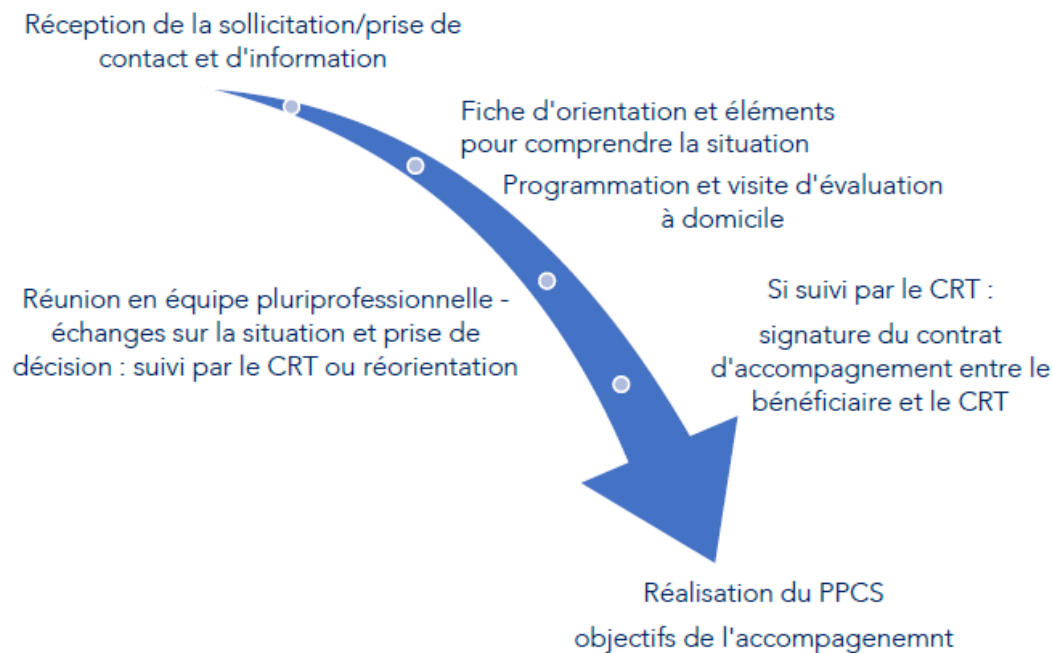 Réception de la sollicitation/prise de
contact et d'information
Fiche d'orientation et éléments
pour comprendre la situation
Programmation et visite d'évaluation
à domicile
Réunion en équipe pluriprofessionnelle -
échanges sur la situation et prise de
décision : suivi par le CRT ou réorientation
Si suivi par le CRT :
signature du contrat
d'accompagnement entre le
bénéficiaire et le CRT
Réalisation du PPCS
objectifs de l'accompagenemnt